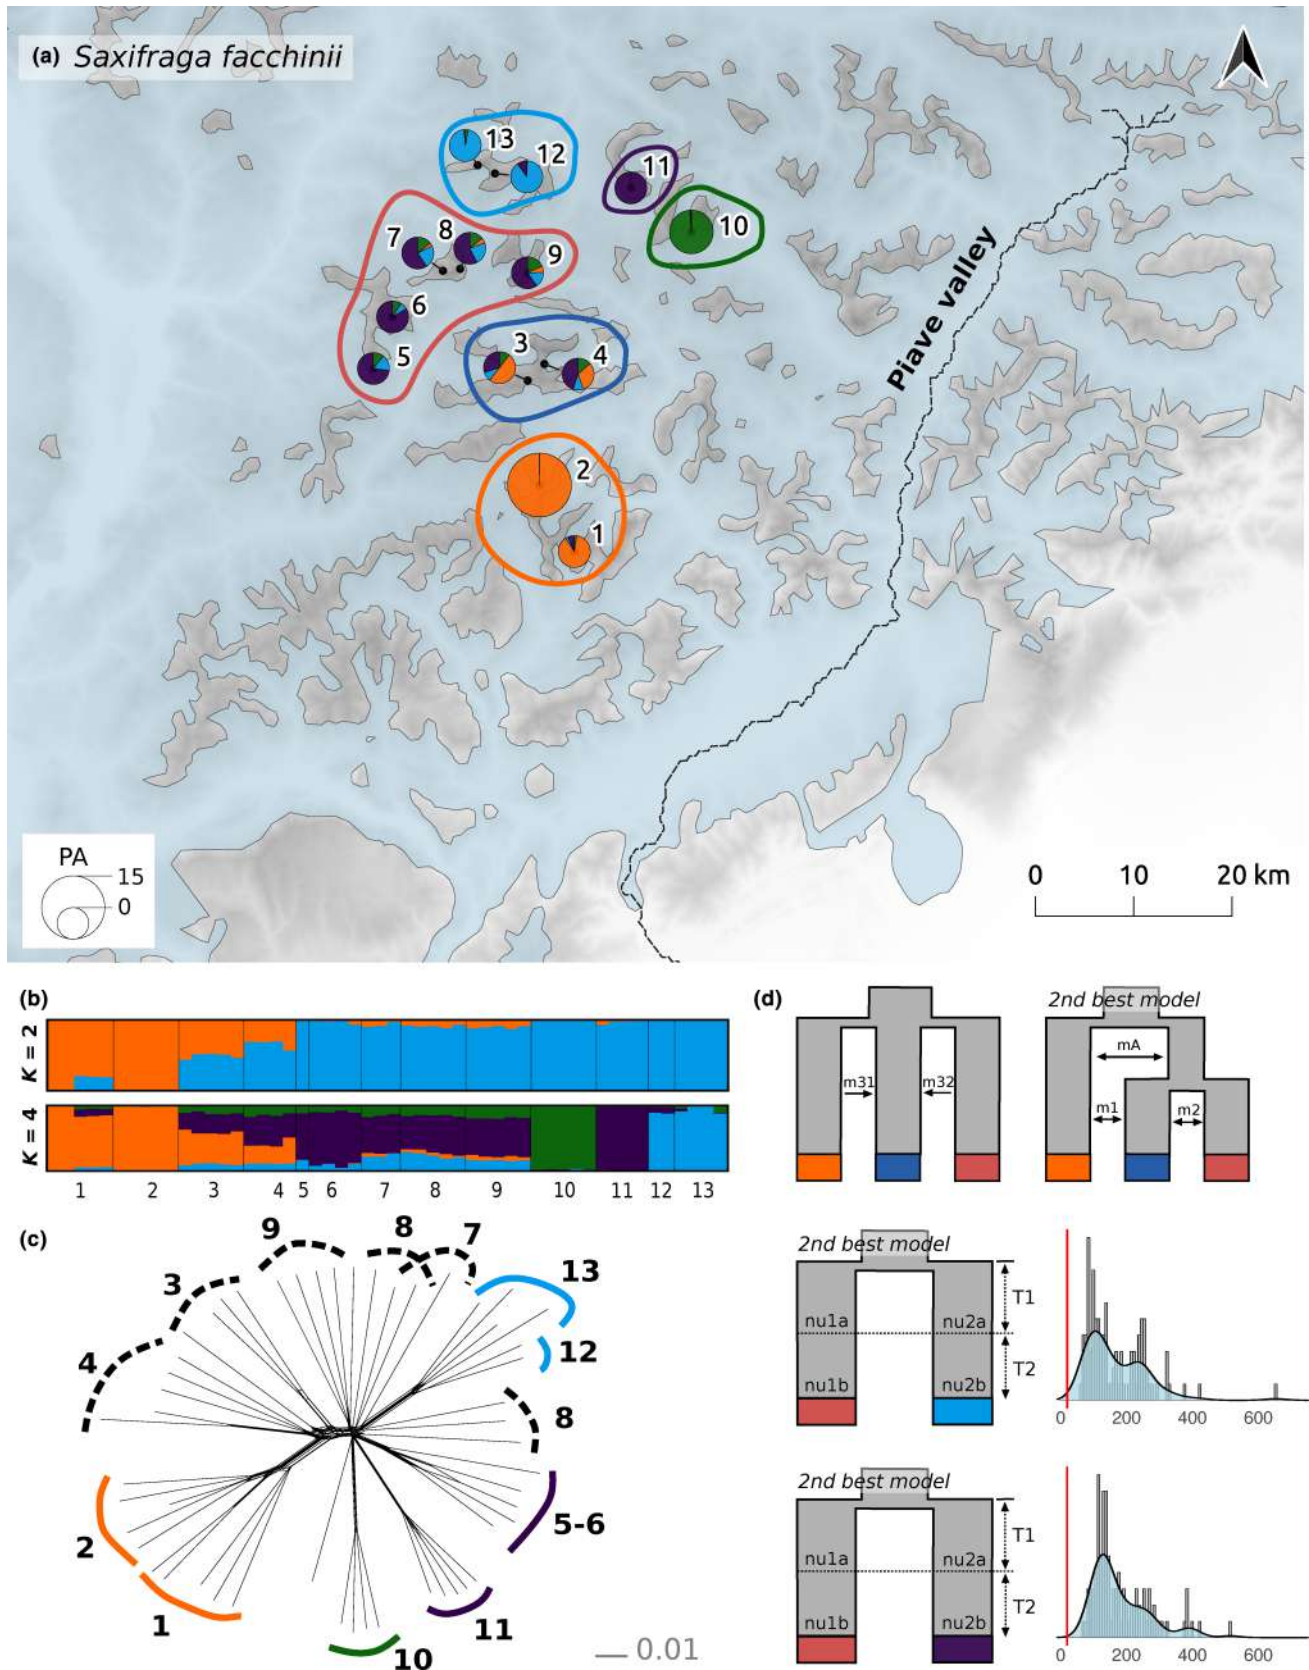 (a) Saxifraga facchinii
13
12
11
10
7
8
9
6
5
3
4
2
1
Piave valley
PA
15
0
0 10 20 km
(b)
K = 2
K = 4
1 2 3 4 5 6 7 8 9 10 11 12 13
(c)
9 8 7
3
13
4
12
8
5-6
2
1
11
10
0.01
(d)
2nd best model
mA
m31 m32
m1 m2
2nd best model
nu1a nu2a
T1
nu1b nu2b
T2
0 200 400 600
2nd best model
nu1a nu2a
T1
nu1b nu2b
T2
0 200 400 600